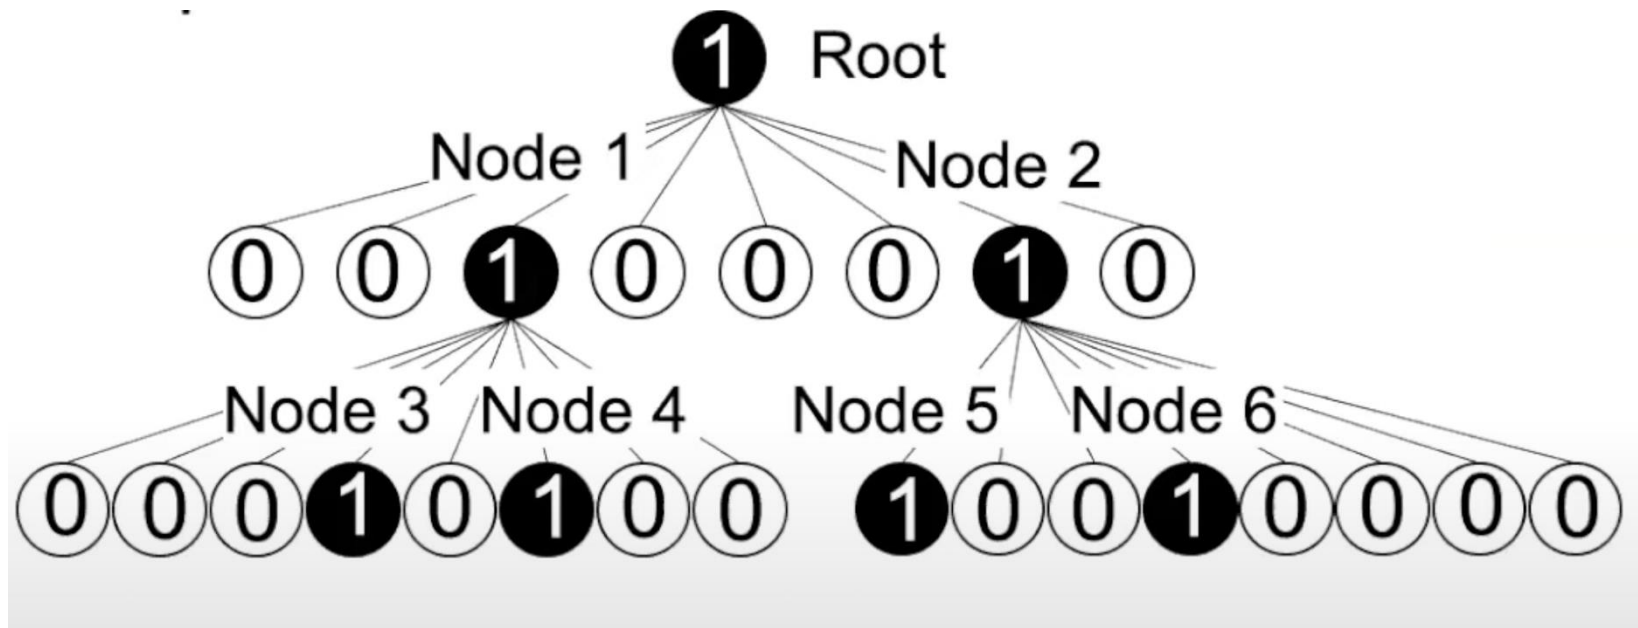 1 Root
Node 1 Node 2
0 0 1 0 0 0 1 0
Node 3 Node 4 Node 5 Node 6
0 0 0 1 0 1 0 0 1 0 0 1 0 0 0 0